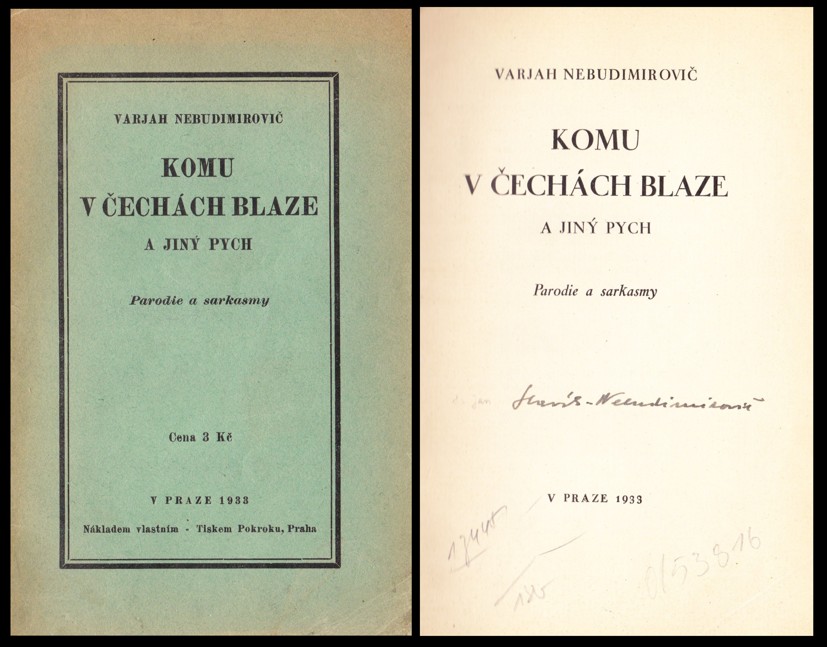 VARJAH NEBUDIMIROVIČ
KOMU
V ČECHÁCH BLAZE
A JINÝ PYCH
Parodie a sarkasmy
Cena 3 Kč
V PRAZE 1933
Nákladem vlastním - Tiskem Pokroku, Praha
VARJAH NEBUDIMIROVIČ
KOMU
V ČECHÁCH BLAZE
A JINÝ PYCH
Parodie a sarkasmy
Nebudimirovič
V PRAZE 1933